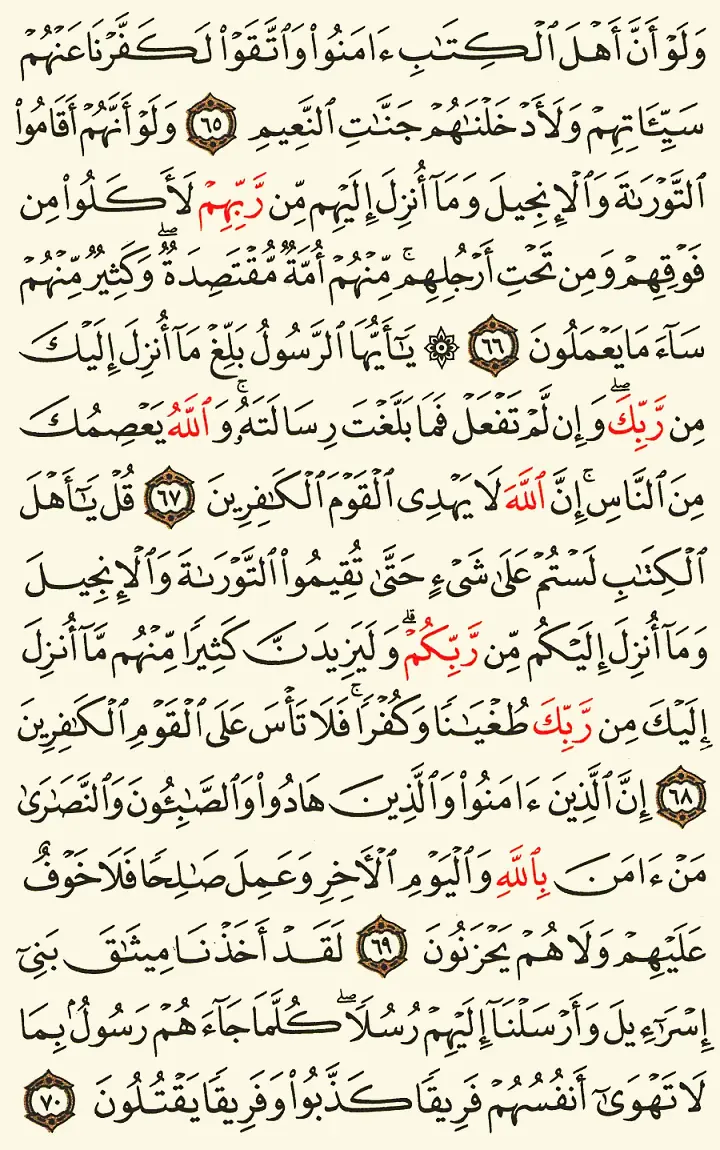 وَلَوْ أَنَّ أَهْلَ ٱلْكِتَٰبِ ءَامَنُوا۟ وَٱتَّقَوْا۟ لَكَفَّرْنَا عَنْهُمْ
سَيِّـَٔاتِهِمْ وَلَأَدْخَلْنَٰهُمْ جَنَّٰتِ ٱلنَّعِيمِ ٦٥ وَلَوْ أَنَّهُمْ أَقَامُوا۟
ٱلتَّوْرَىٰةَ وَٱلْإِنجِيلَ وَمَآ أُنزِلَ إِلَيْهِم مِّن رَّبِّهِمْ لَأَكَلُوا۟ مِن
فَوْقِهِمْ وَمِن تَحْتِ أَرْجُلِهِم ۚ مِّنْهُمْ أُمَّةٌ مُّقْتَصِدَةٌ ۖ وَكَثِيرٌ مِّنْهُمْ
سَآءَ مَا يَعْمَلُونَ ٦٦ ۞ يَٰٓأَيُّهَا ٱلرَّسُولُ بَلِّغْ مَآ أُنزِلَ إِلَيْكَ
مِن رَّبِّكَ ۖ وَإِن لَّمْ تَفْعَلْ فَمَا بَلَّغْتَ رِسَالَتَهُۥ ۚ وَٱللَّهُ يَعْصِمُكَ
مِنَ ٱلنَّاسِ ۗ إِنَّ ٱللَّهَ لَا يَهْدِى ٱلْقَوْمَ ٱلْكَٰفِرِينَ ٦٧ قُلْ يَٰٓأَهْلَ
ٱلْكِتَٰبِ لَسْتُمْ عَلَىٰ شَىْءٍ حَتَّىٰ تُقِيمُوا۟ ٱلتَّوْرَىٰةَ وَٱلْإِنجِيلَ
وَمَآ أُنزِلَ إِلَيْكُم مِّن رَّبِّكُمْ ۗ وَلَيَزِيدَنَّ كَثِيرًا مِّنْهُم مَّآ أُنزِلَ
إِلَيْكَ مِن رَّبِّكَ طُغْيَٰنًا وَكُفْرًا ۖ فَلَا تَأْسَ عَلَى ٱلْقَوْمِ ٱلْكَٰفِرِينَ
٦٨ إِنَّ ٱلَّذِينَ ءَامَنُوا۟ وَٱلَّذِينَ هَادُوا۟ وَٱلصَّٰبِـُٔونَ وَٱلنَّصَٰرَىٰ
مَنْ ءَامَنَ بِٱللَّهِ وَٱلْيَوْمِ ٱلْءَاخِرِ وَعَمِلَ صَٰلِحًا فَلَا خَوْفٌ
عَلَيْهِمْ وَلَا هُمْ يَحْزَنُونَ ٦٩ لَقَدْ أَخَذْنَا مِيثَٰقَ بَنِىٓ
إِسْرَٰٓءِيلَ وَأَرْسَلْنَآ إِلَيْهِمْ رُسُلًا ۖ كُلَّمَا جَآءَهُمْ رَسُولٌۢ بِمَا
لَا تَهْوَىٰٓ أَنفُسُهُمْ فَرِيقًا كَذَّبُوا۟ وَفَرِيقًا يَقْتُلُونَ ٧٠